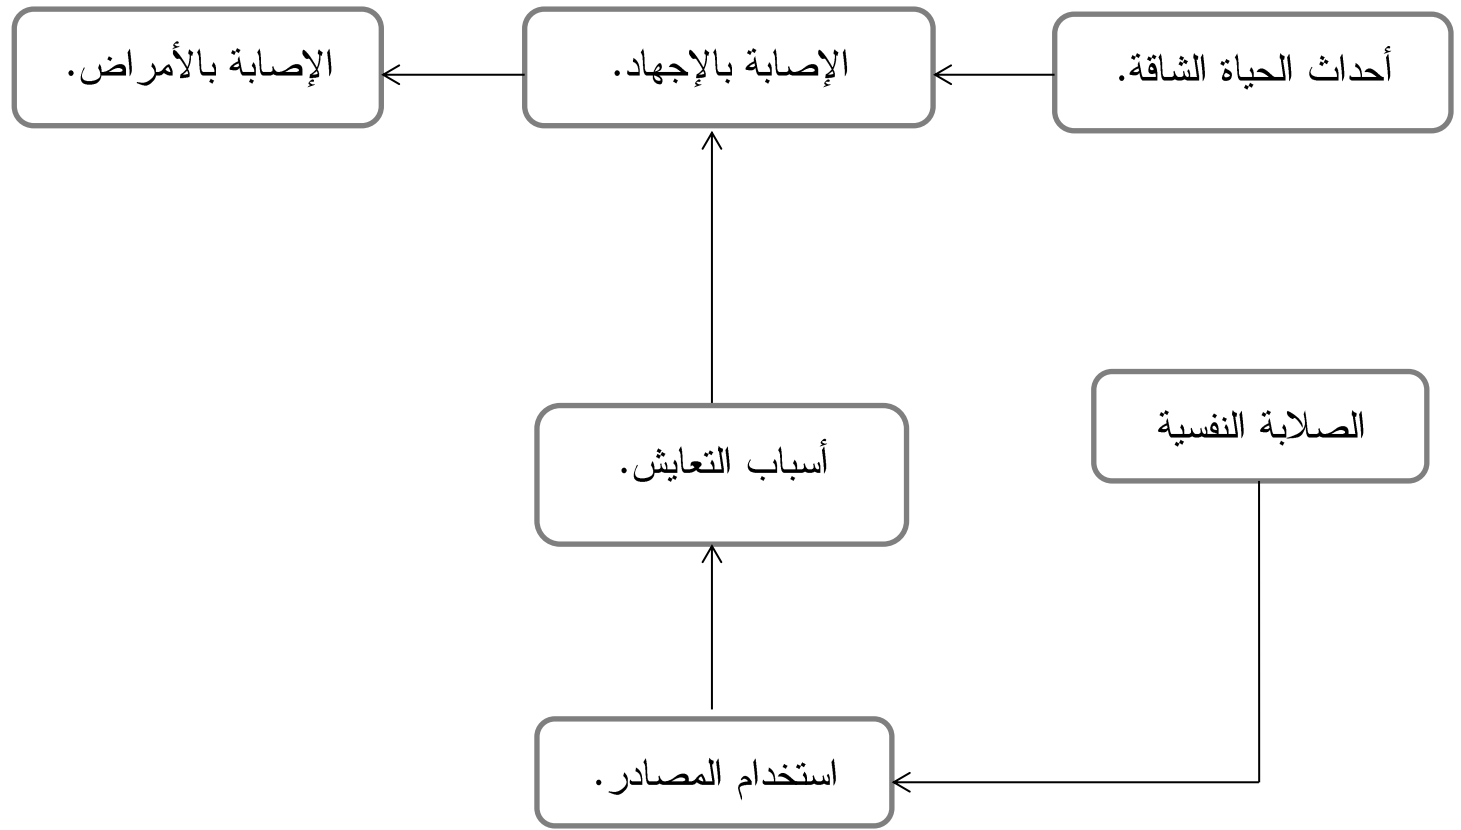 أحداث الحياة الشاقة.
الإصابة بالإجهاد.
الإصابة بالأمراض.
الصلابة النفسية
أسباب التعايش.
استخدام المصادر.